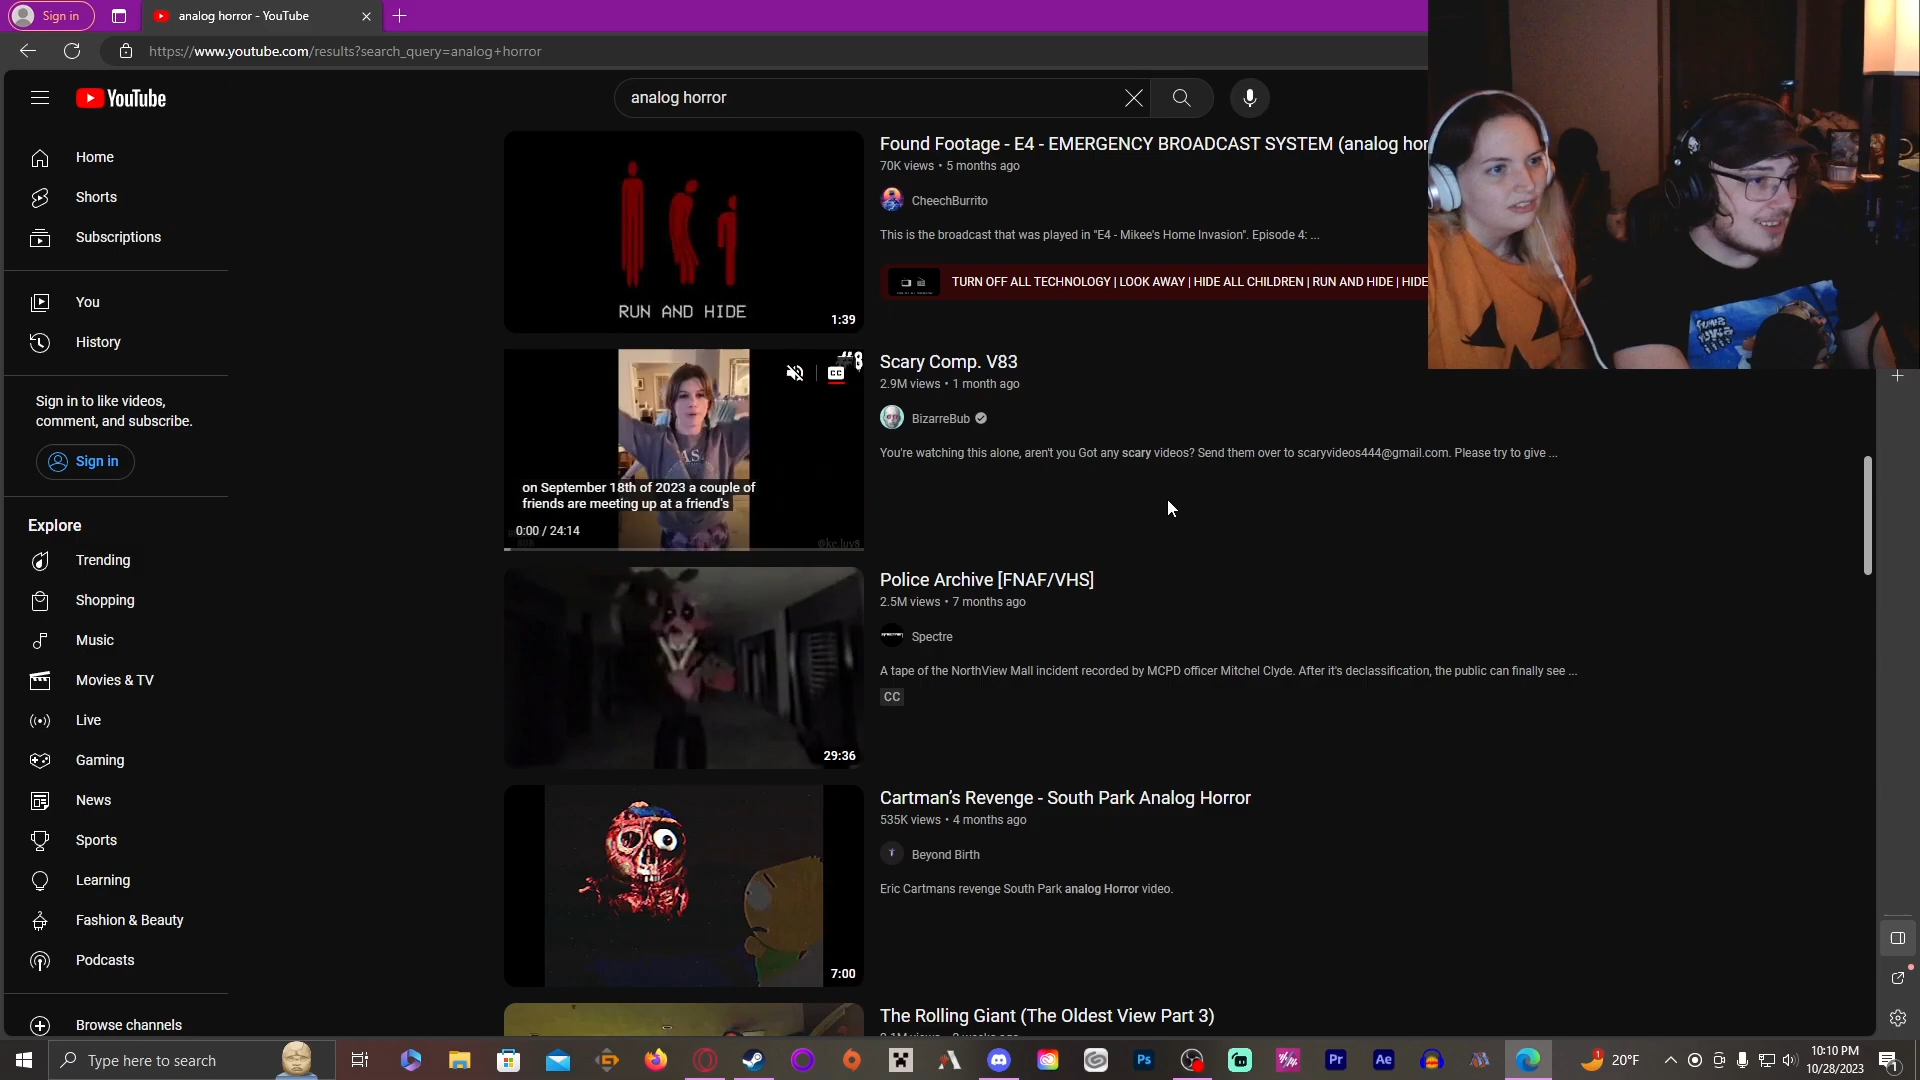 Sign in
analog horror - YouTube
https://www.youtube.com/results?search_query=analog+horror
YouTube
analog horror
Home
Shorts
Subscriptions
You
History
Sign in to like videos,
comment, and subscribe.
Sign in
Explore
Trending
Shopping
Music
Movies & TV
Live
Gaming
News
Sports
Learning
Fashion & Beauty
Podcasts
Browse channels
RUN AND HIDE
1:39
Found Footage - E4 - EMERGENCY BROADCAST SYSTEM (analog hor
70K views • 5 months ago
CheechBurrito
This is the broadcast that was played in "E4 - Mikee's Home Invasion". Episode 4: ...
TURN OFF ALL TECHNOLOGY | LOOK AWAY | HIDE ALL CHILDREN | RUN AND HIDE | HIDE
#8
CC
on September 18th of 2023 a couple of
friends are meeting up at a friend's
0:00 / 24:14
@kc.luv8
Scary Comp. V83
2.9M views • 1 month ago
BizarreBub
You're watching this alone, aren't you Got any scary videos? Send them over to scaryvideos444@gmail.com. Please try to give ...
29:36
Police Archive [FNAF/VHS]
2.5M views • 7 months ago
Spectre
A tape of the NorthView Mall incident recorded by MCPD officer Mitchel Clyde. After it's declassification, the public can finally see ...
CC
7:00
Cartman's Revenge - South Park Analog Horror
535K views • 4 months ago
Beyond Birth
Eric Cartmans revenge South Park analog Horror video.
The Rolling Giant (The Oldest View Part 3)
Type here to search
Ps
Pr
Ae
1
20°F
10:10 PM
10/28/2023
1